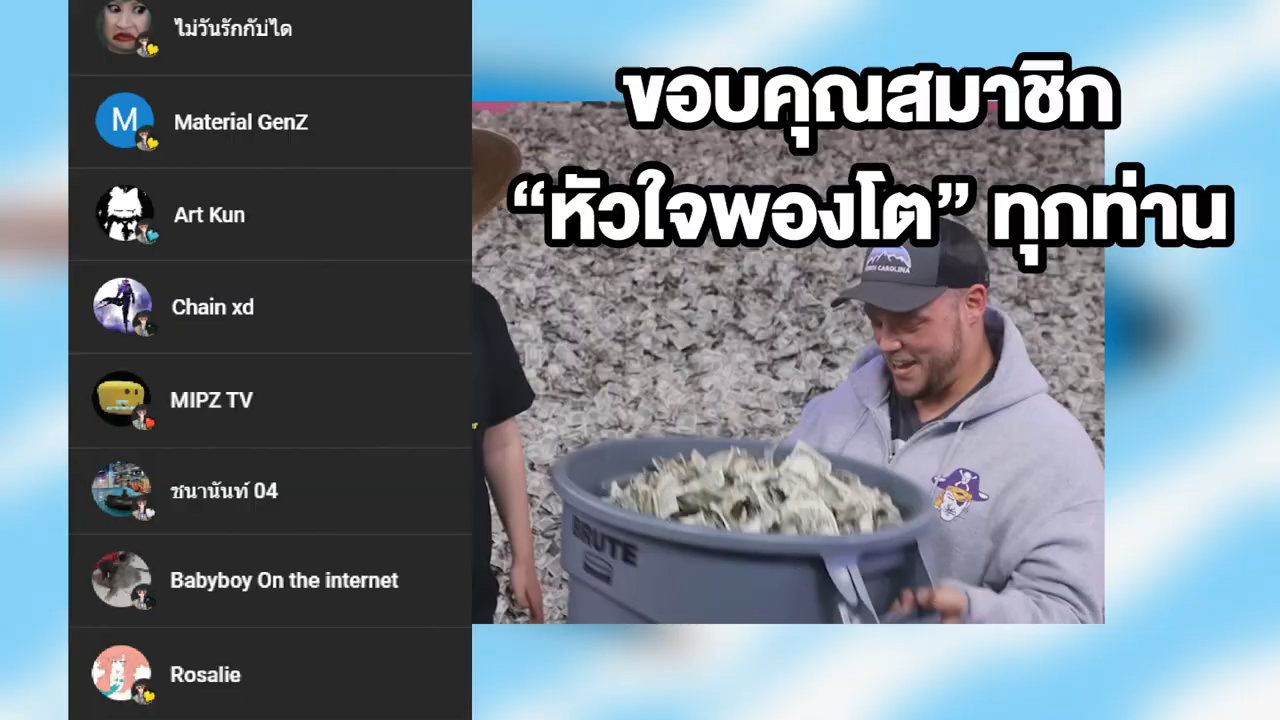 ไม่วันรักกับได
M
Material GenZ
Art Kun
Chain xd
MIPZ TV
ชนานันท์ 04
Babyboy On the internet
Rosalie
ขอบคุณสมาชิก
“หัวใจพองโต” ทุกท่าน
CAROLINA
BRUTE